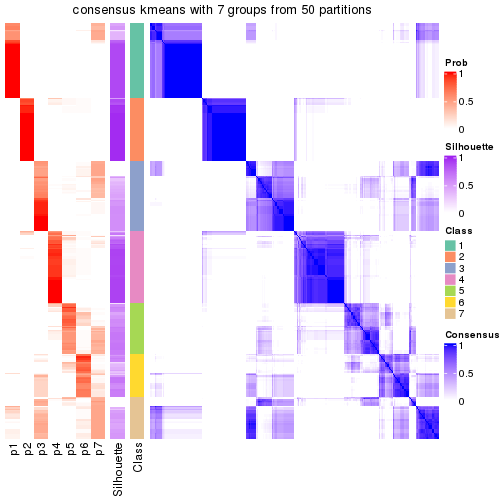 consensus kmeans with 7 groups from 50 partitions
Prob
1
0.5
0
Silhouette
1
0.5
0
Class
1
2
3
4
5
6
7
Consensus
1
0.5
0
p1
p2
p3
p4
p5
p6
p7
Silhouette
Class